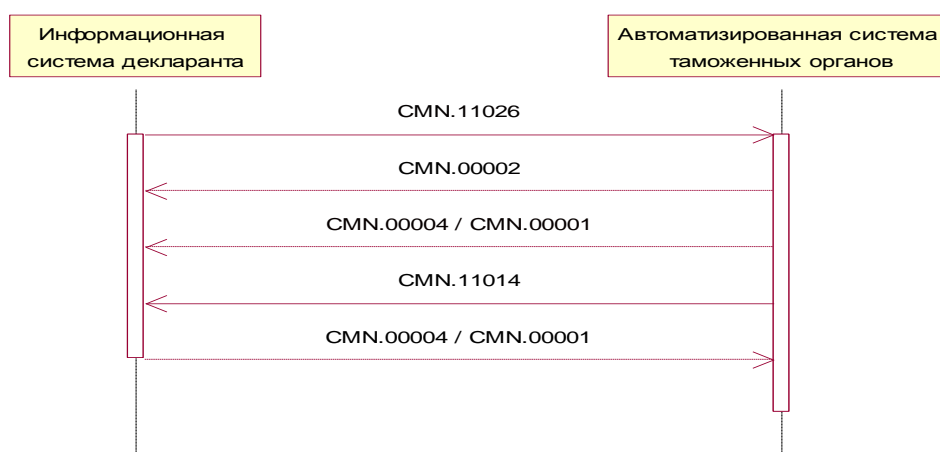 Информационная
система декларанта
Автоматизированная система
таможенных органов
CMN.11026
CMN.00002
CMN.00004 / CMN.00001
CMN.11014
CMN.00004 / CMN.00001